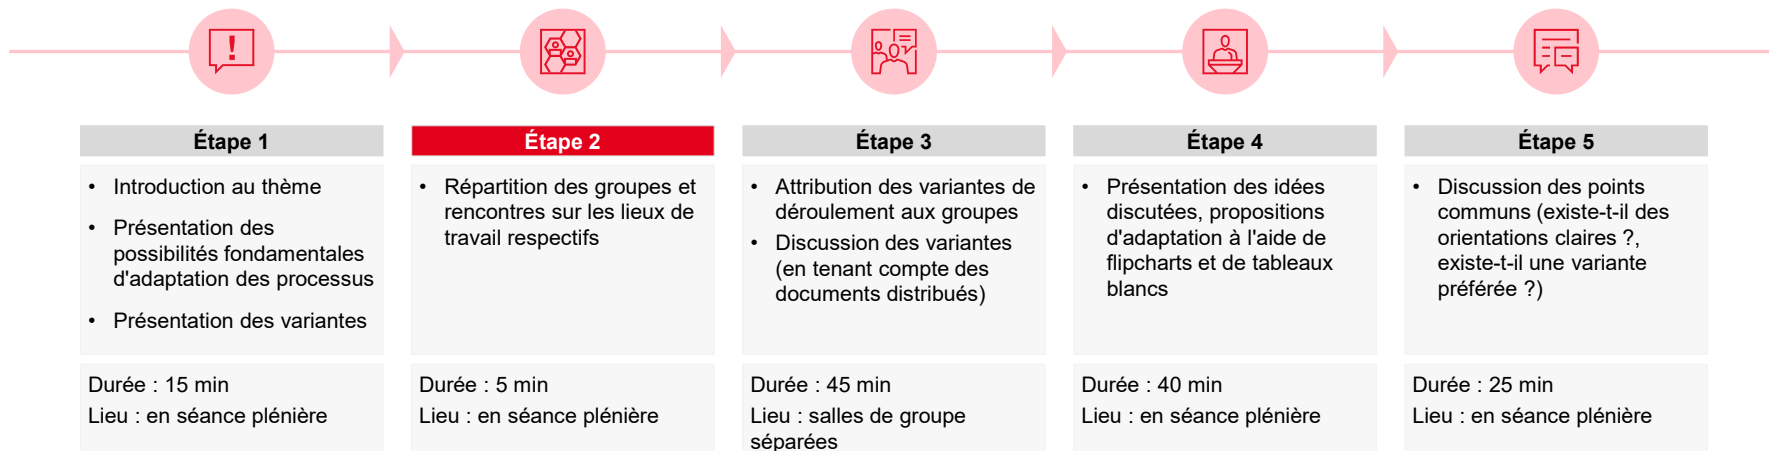 Étape 1
• Introduction au thème
• Présentation des
possibilités fondamentales
d'adaptation des processus
• Présentation des variantes
Durée : 15 min
Lieu : en séance plénière
Étape 2
• Répartition des groupes et
rencontres sur les lieux de
travail respectifs
Durée : 5 min
Lieu : en séance plénière
Étape 3
• Attribution des variantes de
déroulement aux groupes
• Discussion des variantes
(en tenant compte des
documents distribués)
Durée : 45 min
Lieu : salles de groupe
séparées
Étape 4
• Présentation des idées
discutées, propositions
d'adaptation à l'aide de
flipcharts et de tableaux
blancs
Durée : 40 min
Lieu : en séance plénière
Étape 5
• Discussion des points
communs (existe-t-il des
orientations claires ?,
existe-t-il une variante
préférée ?)
Durée : 25 min
Lieu : en séance plénière